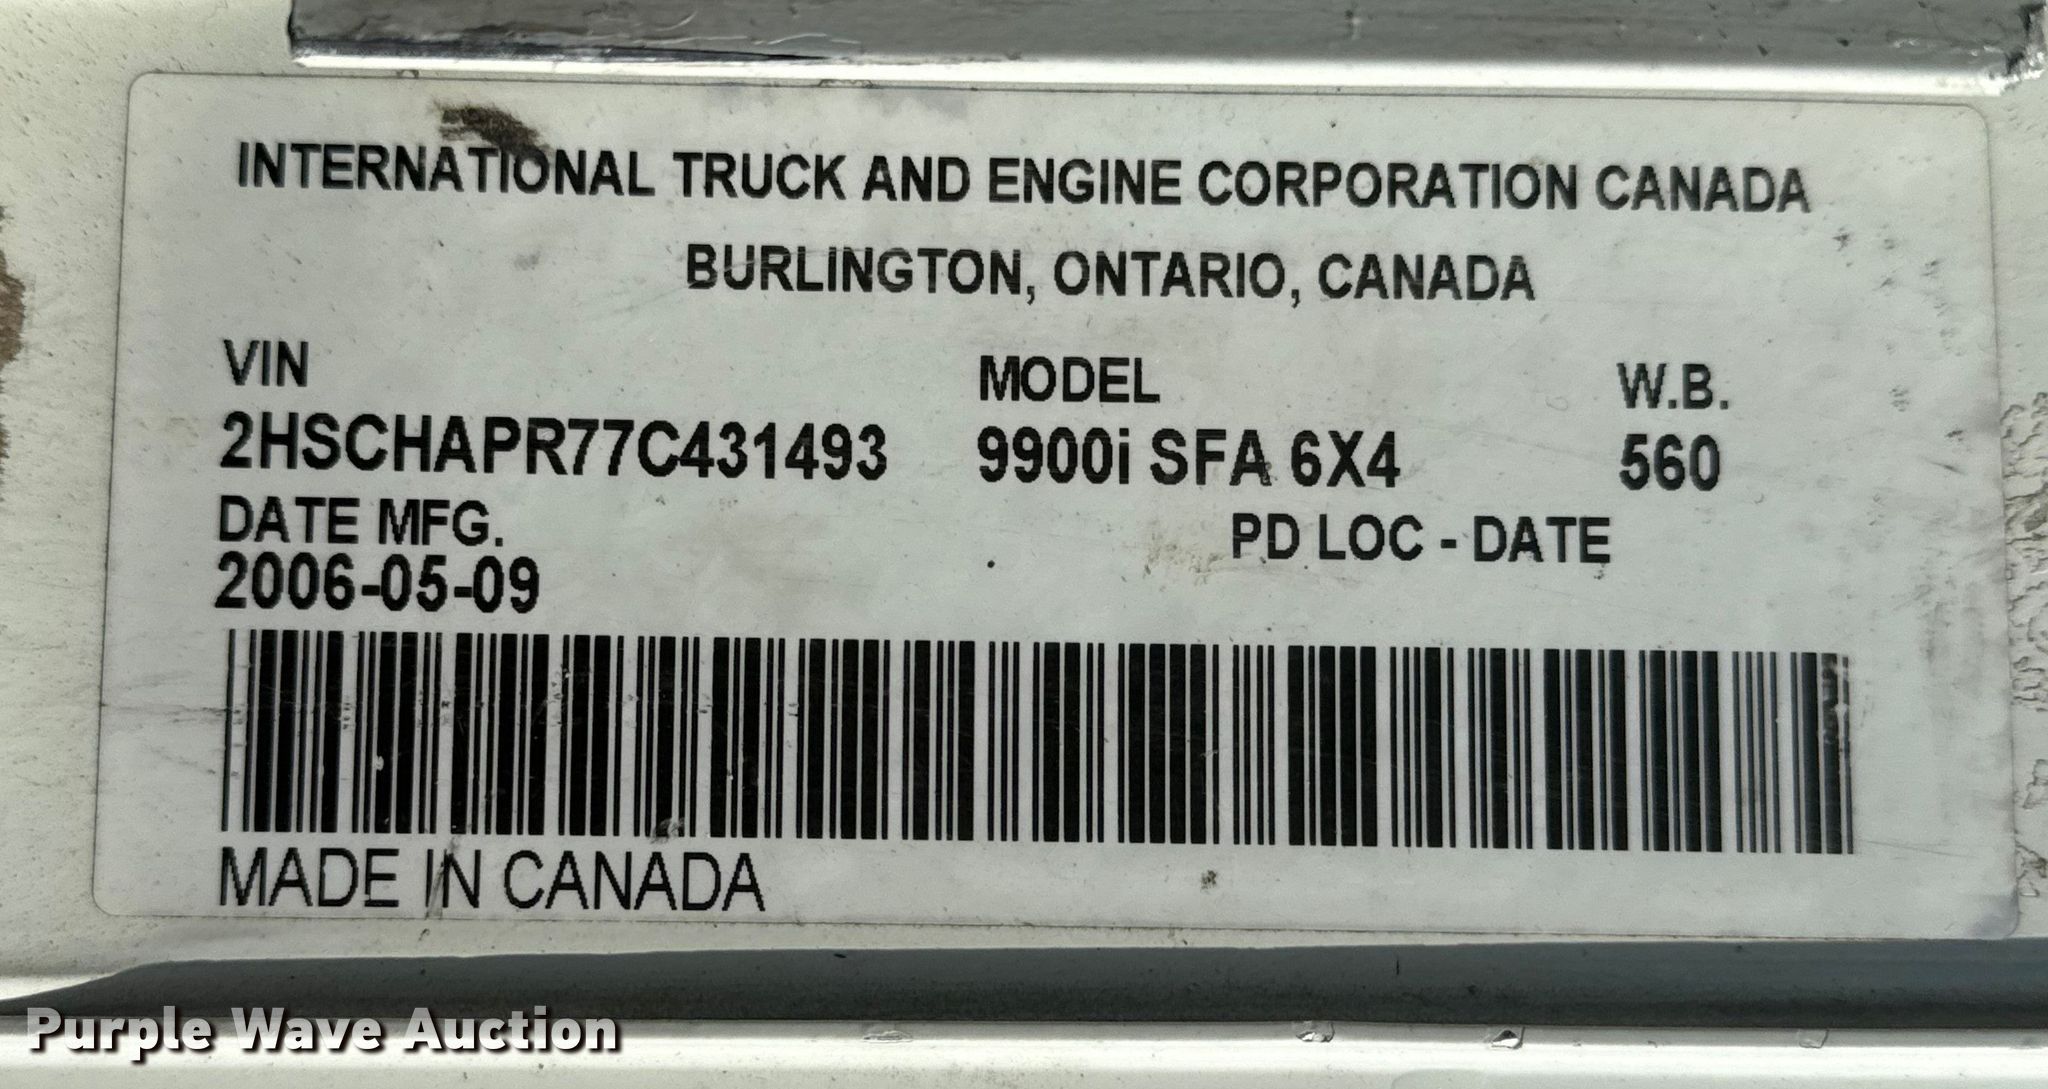 INTERNATIONAL TRUCK AND ENGINE CORPORATION CANADA
BURLINGTON, ONTARIO, CANADA
VIN MODEL W.B.
2HSCHAPR77C431493 9900i SFA 6X4 560
DATE MFG. PD LOC - DATE
2006-05-09
MADE IN CANADA
Purple Wave Auction